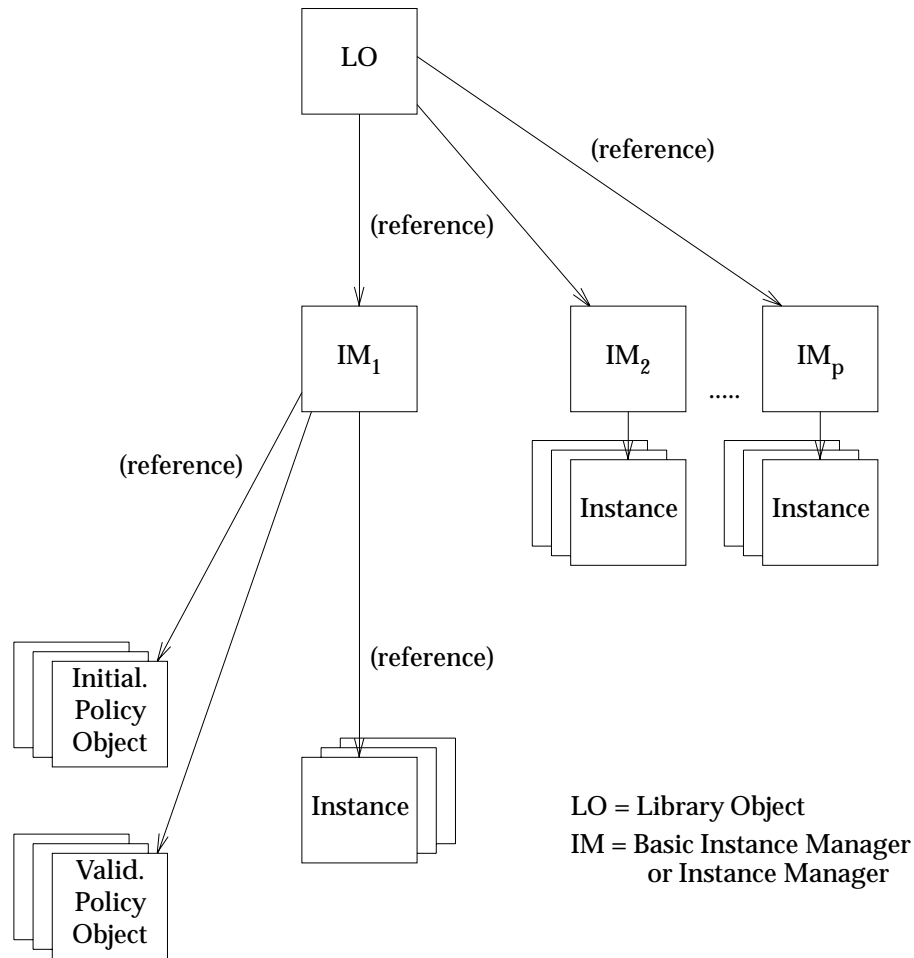 LO
(reference)
(reference)
IM1
IM2
.....
IMp
(reference)
Instance
Instance
(reference)
Initial.
Policy
Object
Instance
LO = Library Object
IM = Basic Instance Manager
or Instance Manager
Valid.
Policy
Object